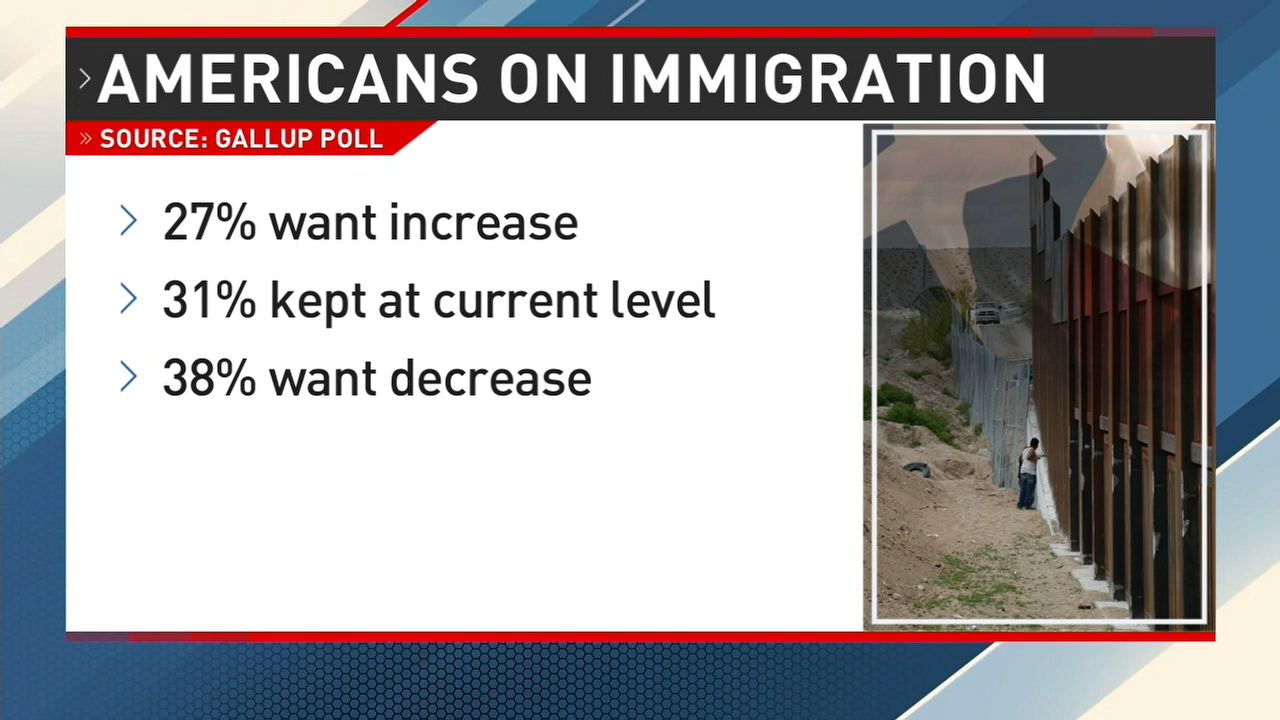 AMERICANS ON IMMIGRATION
SOURCE: GALLUP POLL
27% want increase
31% kept at current level
38% want decrease